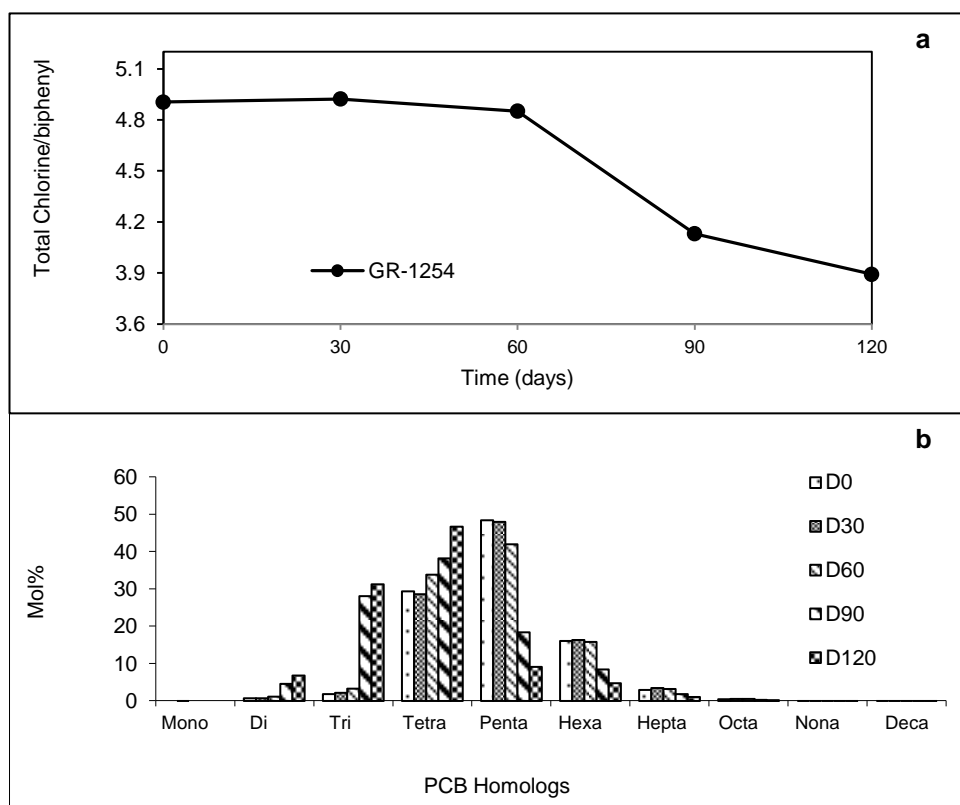 a
5.1
4.8
4.5
4.2
3.9
3.6
Total Chlorine/biphenyl
GR-1254
0 30 60 90 120
Time (days)
b
60
50
40
30
20
10
0
Mol%
D0
D30
D60
D90
D120
Mono Di Tri Tetra Penta Hexa Hepta Octa Nona Deca
PCB Homologs